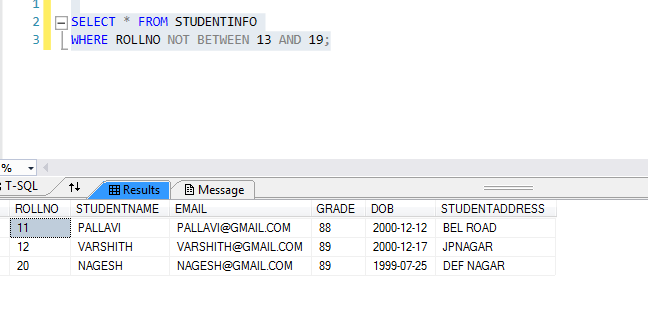 1
2 SELECT * FROM STUDENTINFO
3 WHERE ROLLNO NOT BETWEEN 13 AND 19;
%
T-SQL Results Message
ROLLNO STUDENTNAME EMAIL GRADE DOB STUDENTADDRESS
11 PALLAVI PALLAVI@GMAIL.COM 88 2000-12-12 BEL ROAD
12 VARSHITH VARSHITH@GMAIL.COM 89 2000-12-17 JPNAGAR
20 NAGESH NAGESH@GMAIL.COM 89 1999-07-25 DEF NAGAR